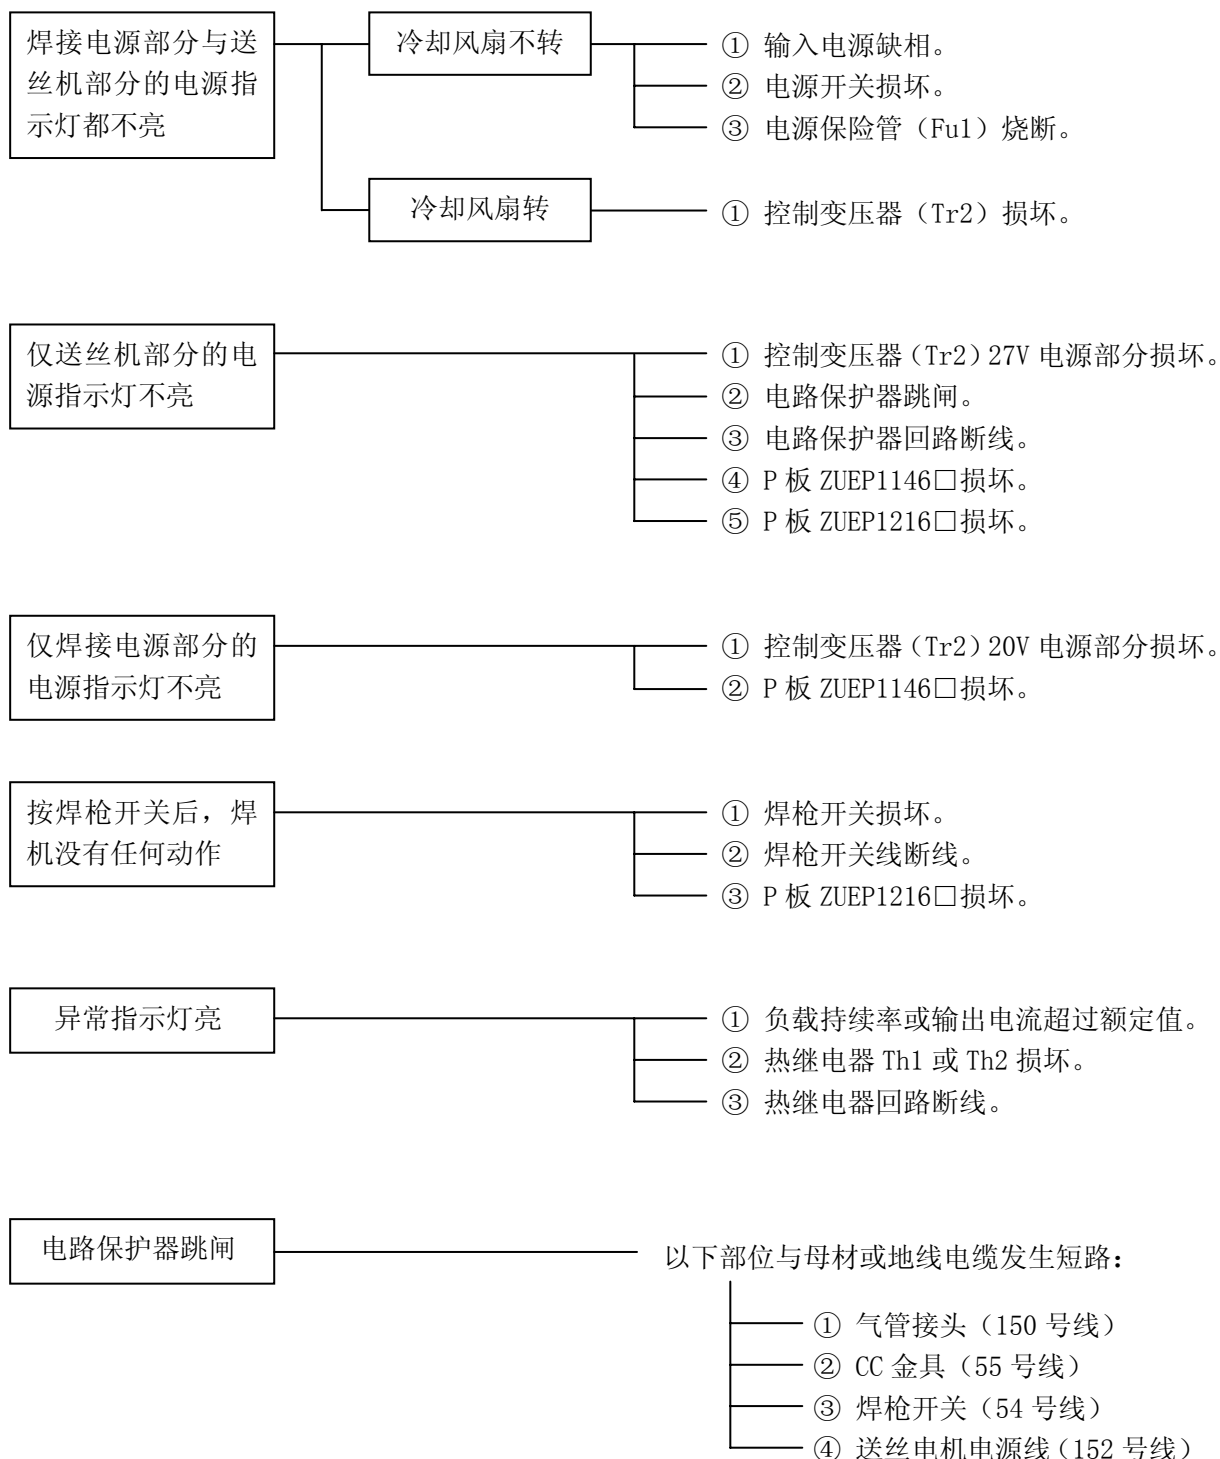 焊接电源部分与送
丝机部分的电源指
示灯都不亮
冷却风扇不转
① 输入电源缺相。
② 电源开关损坏。
③ 电源保险管（Fu1）烧断。
冷却风扇转
① 控制变压器（Tr2）损坏。
仅送丝机部分的电
源指示灯不亮
① 控制变压器（Tr2）27V 电源部分损坏。
② 电路保护器跳闸。
③ 电路保护器回路断线。
④ P 板 ZUEP1146□损坏。
⑤ P 板 ZUEP1216□损坏。
仅焊接电源部分的
电源指示灯不亮
① 控制变压器（Tr2）20V 电源部分损坏。
② P 板 ZUEP1146□损坏。
按焊枪开关后，焊
机没有任何动作
① 焊枪开关损坏。
② 焊枪开关线断线。
③ P 板 ZUEP1216□损坏。
异常指示灯亮
① 负载持续率或输出电流超过额定值。
② 热继电器 Th1 或 Th2 损坏。
③ 热继电器回路断线。
电路保护器跳闸
以下部位与母材或地线电缆发生短路：
① 气管接头（150 号线）
② CC 金具（55 号线）
③ 焊枪开关（54 号线）
④ 送丝电机电源线（152 号线）